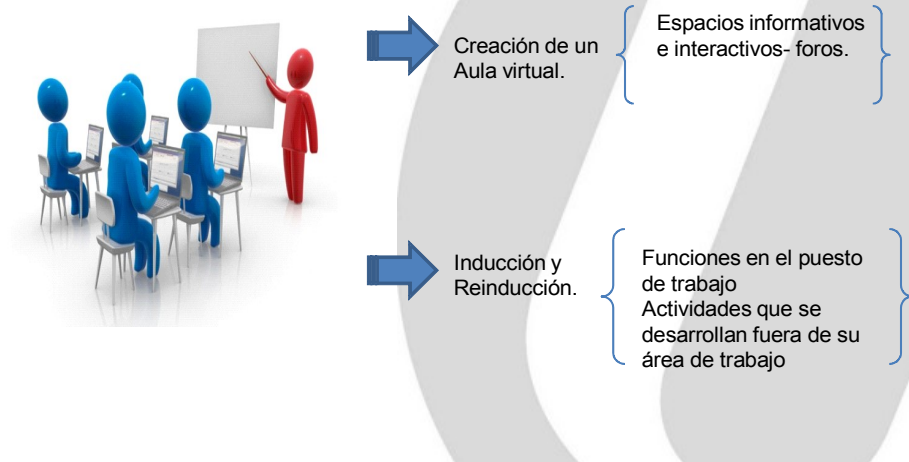 Creación de un
Aula virtual.
Espacios informativos
e interactivos- foros.
Inducción y
Reinducción.
Funciones en el puesto
de trabajo
Actividades que se
desarrollan fuera de su
área de trabajo